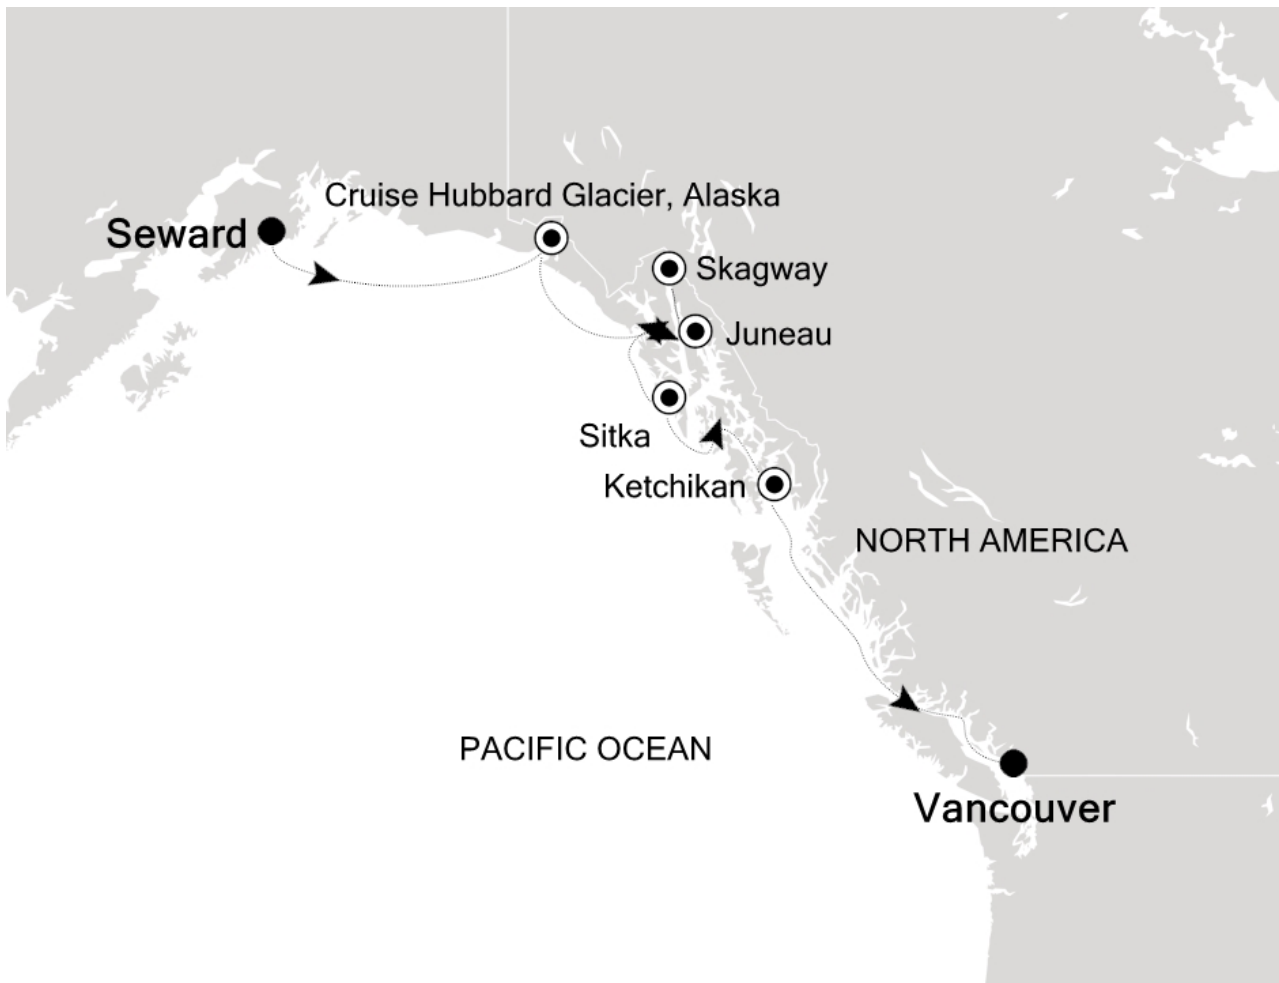 Cruise Hubbard Glacier, Alaska
Seward
Skagway
Juneau
Sitka
Ketchikan
NORTH AMERICA
PACIFIC OCEAN
Vancouver